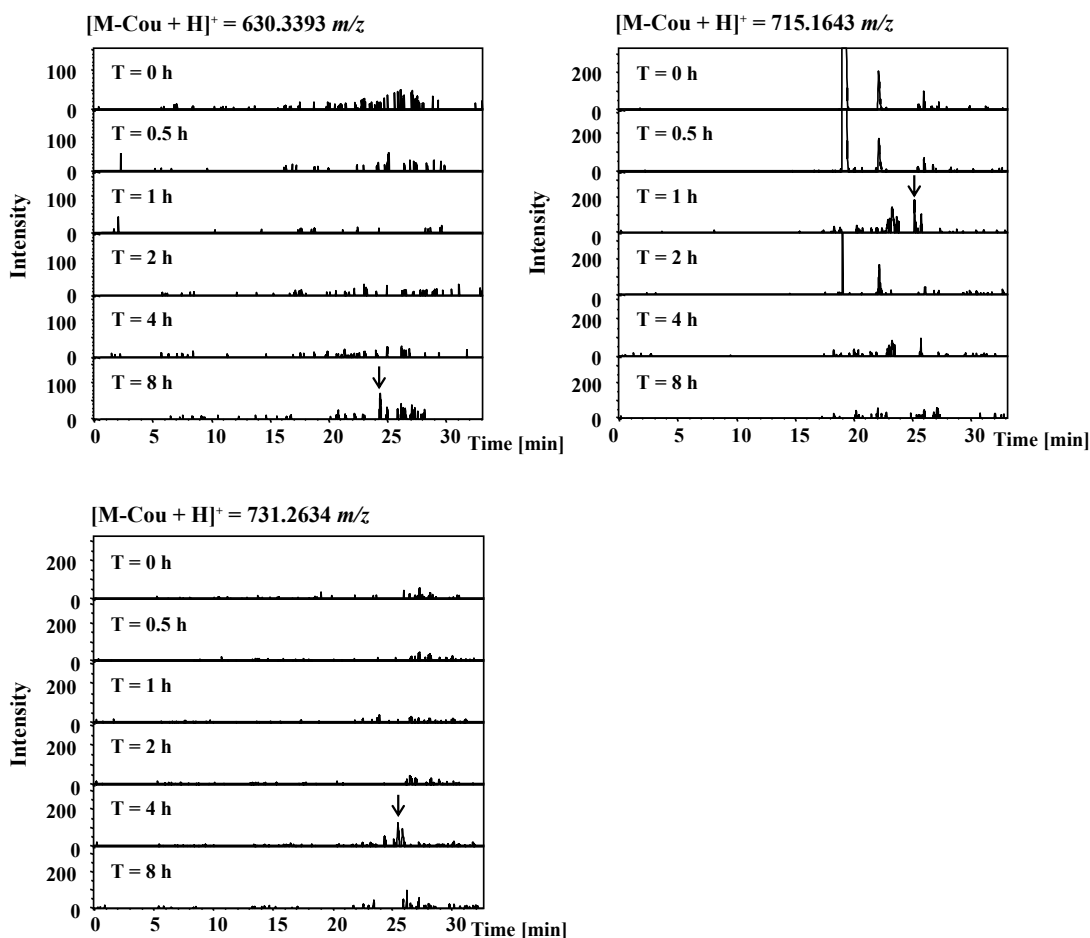 [M-Cou + H]⁺ = 630.3393 m/z
Intensity
100
T = 0 h
0
100
T = 0.5 h
0
100
T = 1 h
0
100
T = 2 h
0
100
T = 4 h
0
100
T = 8 h
0
0 5 10 15 20 25 30 Time [min]
[M-Cou + H]⁺ = 715.1643 m/z
Intensity
200
T = 0 h
0
200
T = 0.5 h
0
200
T = 1 h
0
200
T = 2 h
0
200
T = 4 h
0
200
T = 8 h
0
0 5 10 15 20 25 30 Time [min]
[M-Cou + H]⁺ = 731.2634 m/z
Intensity
200
T = 0 h
0
200
T = 0.5 h
0
200
T = 1 h
0
200
T = 2 h
0
200
T = 4 h
0
200
T = 8 h
0
0 5 10 15 20 25 30 Time [min]